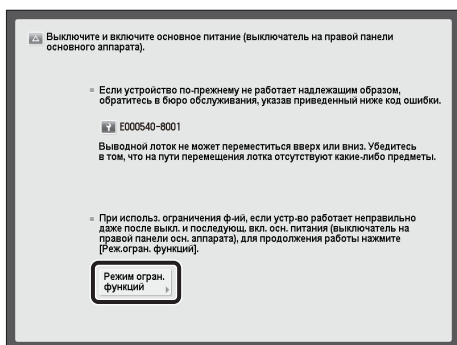 Выключите и включите основное питание (выключатель на правой панели
основного аппарата).
Если устройство по-прежнему не работает надлежащим образом,
обратитесь в бюро обслуживания, указав приведенный ниже код ошибки.
E000540-8001
Выводной лоток не может переместиться вверх или вниз. Убедитесь
в том, что на пути перемещения лотка отсутствуют какие-либо предметы.
При использ. ограничения ф-ий, если устр-во работает неправильно
даже после выкл. и последующ. вкл. осн. питания (выключатель на
правой панели осн. аппарата), для продолжения работы нажмите
[Реж.огран. функций].
Режим огран.
функций